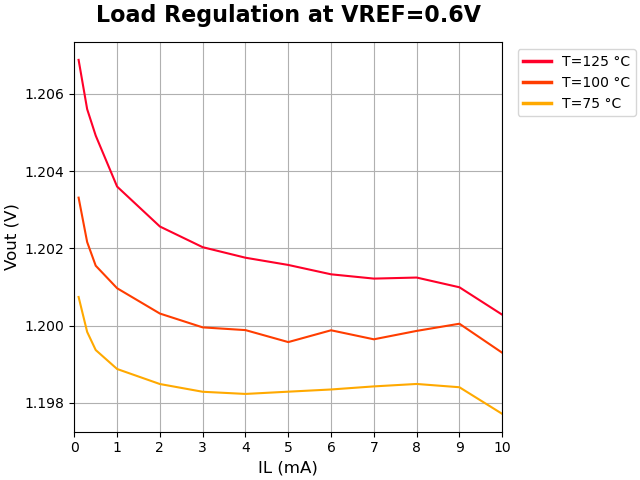 Load Regulation at VREF=0.6V
T=125 °C
T=100 °C
T=75 °C
1.206
1.204
1.202
1.200
1.198
Vout (V)
0 1 2 3 4 5 6 7 8 9 10
IL (mA)